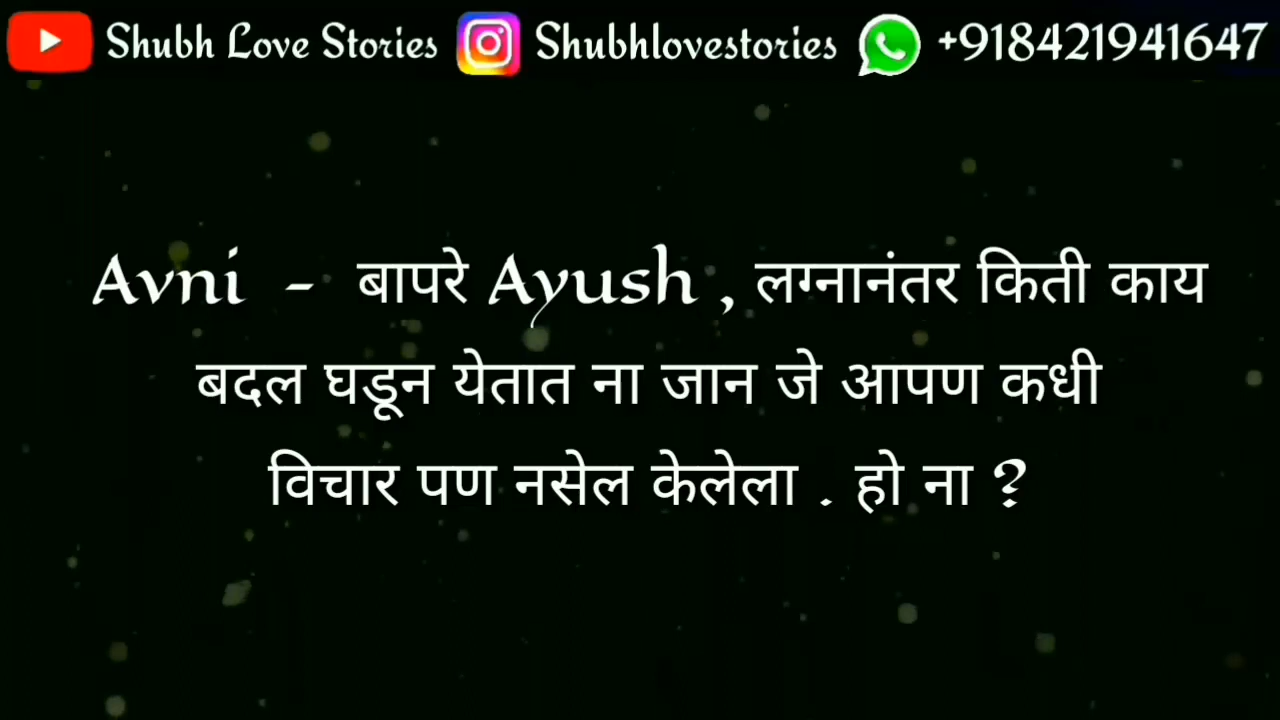 Shubh Love Stories Shubhlovestories +918421941647
Avni - बापरे Ayush , लग्नानंतर किती काय
बदल घडून येतात ना जान जे आपण कधी
विचार पण नसेल केलेला . हो ना ?